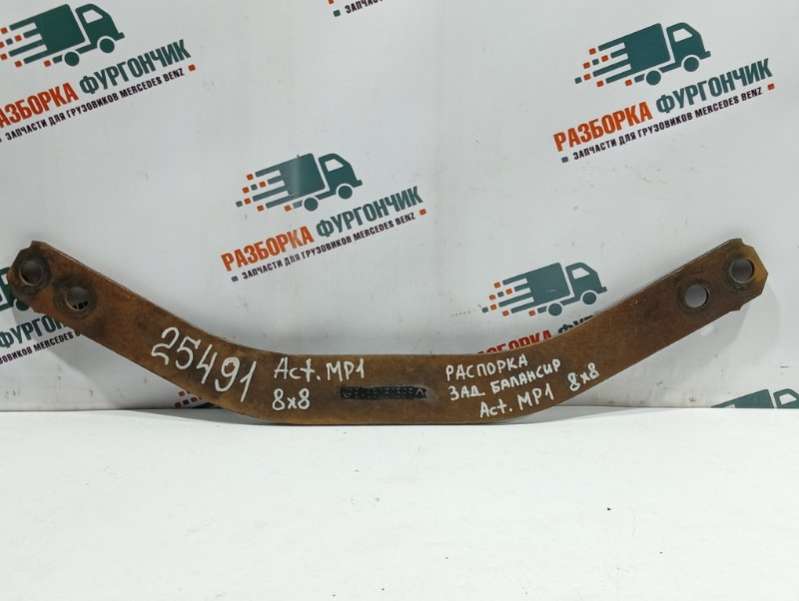 РАЗБОРКА ФУРГОНЧИК
ЗАПЧАСТИ ДЛЯ ГРУЗОВИКОВ MERCEDES BENZ
РАЗБОРКА ФУРГОНЧИК
ЗАПЧАСТИ ДЛЯ ГРУЗОВИКОВ MERCEDES BENZ
РАЗБОРКА ФУРГОНЧИК
ЗАПЧАСТИ ДЛЯ ГРУЗОВИКОВ MERCEDES BENZ
25491
Act. MP1
8x8
РАСПОРКА
ЗАД. БАЛАНСИР
Act. MP1 8x8